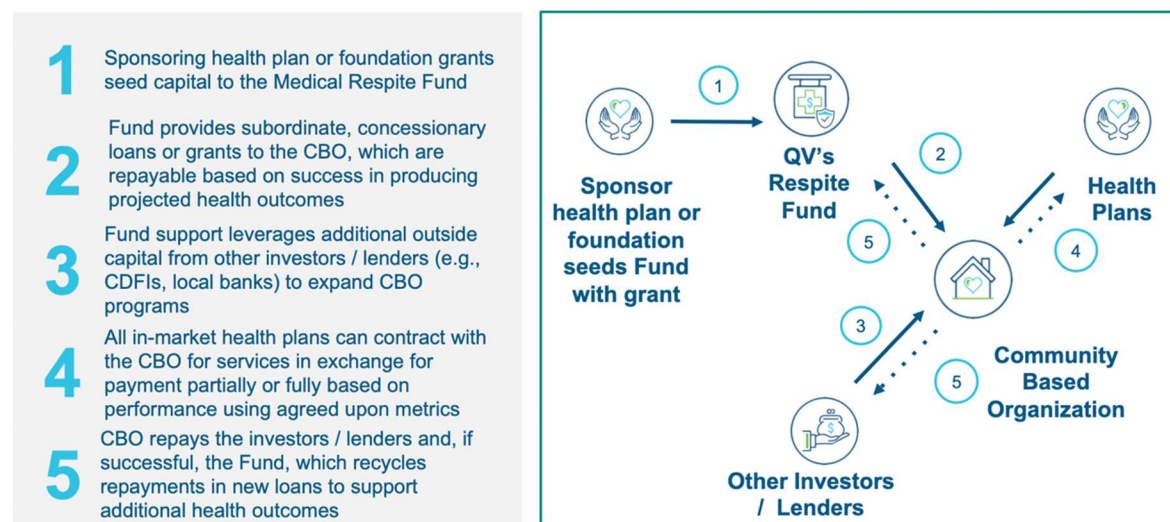 1
Sponsoring health plan or foundation grants
seed capital to the Medical Respite Fund
2
Fund provides subordinate, concessionary
loans or grants to the CBO, which are
repayable based on success in producing
projected health outcomes
3
Fund support leverages additional outside
capital from other investors / lenders (e.g.,
CDFIs, local banks) to expand CBO
programs
4
All in-market health plans can contract with
the CBO for services in exchange for
payment partially or fully based on
performance using agreed upon metrics
5
CBO repays the investors / lenders and, if
successful, the Fund, which recycles
repayments in new loans to support
additional health outcomes
1
$
Sponsor
health plan or
foundation
seeds Fund
with grant
QV's
Respite
Fund
2
Health
Plans
5
4
3
5
Community
Based
Organization
$
Other Investors
/ Lenders